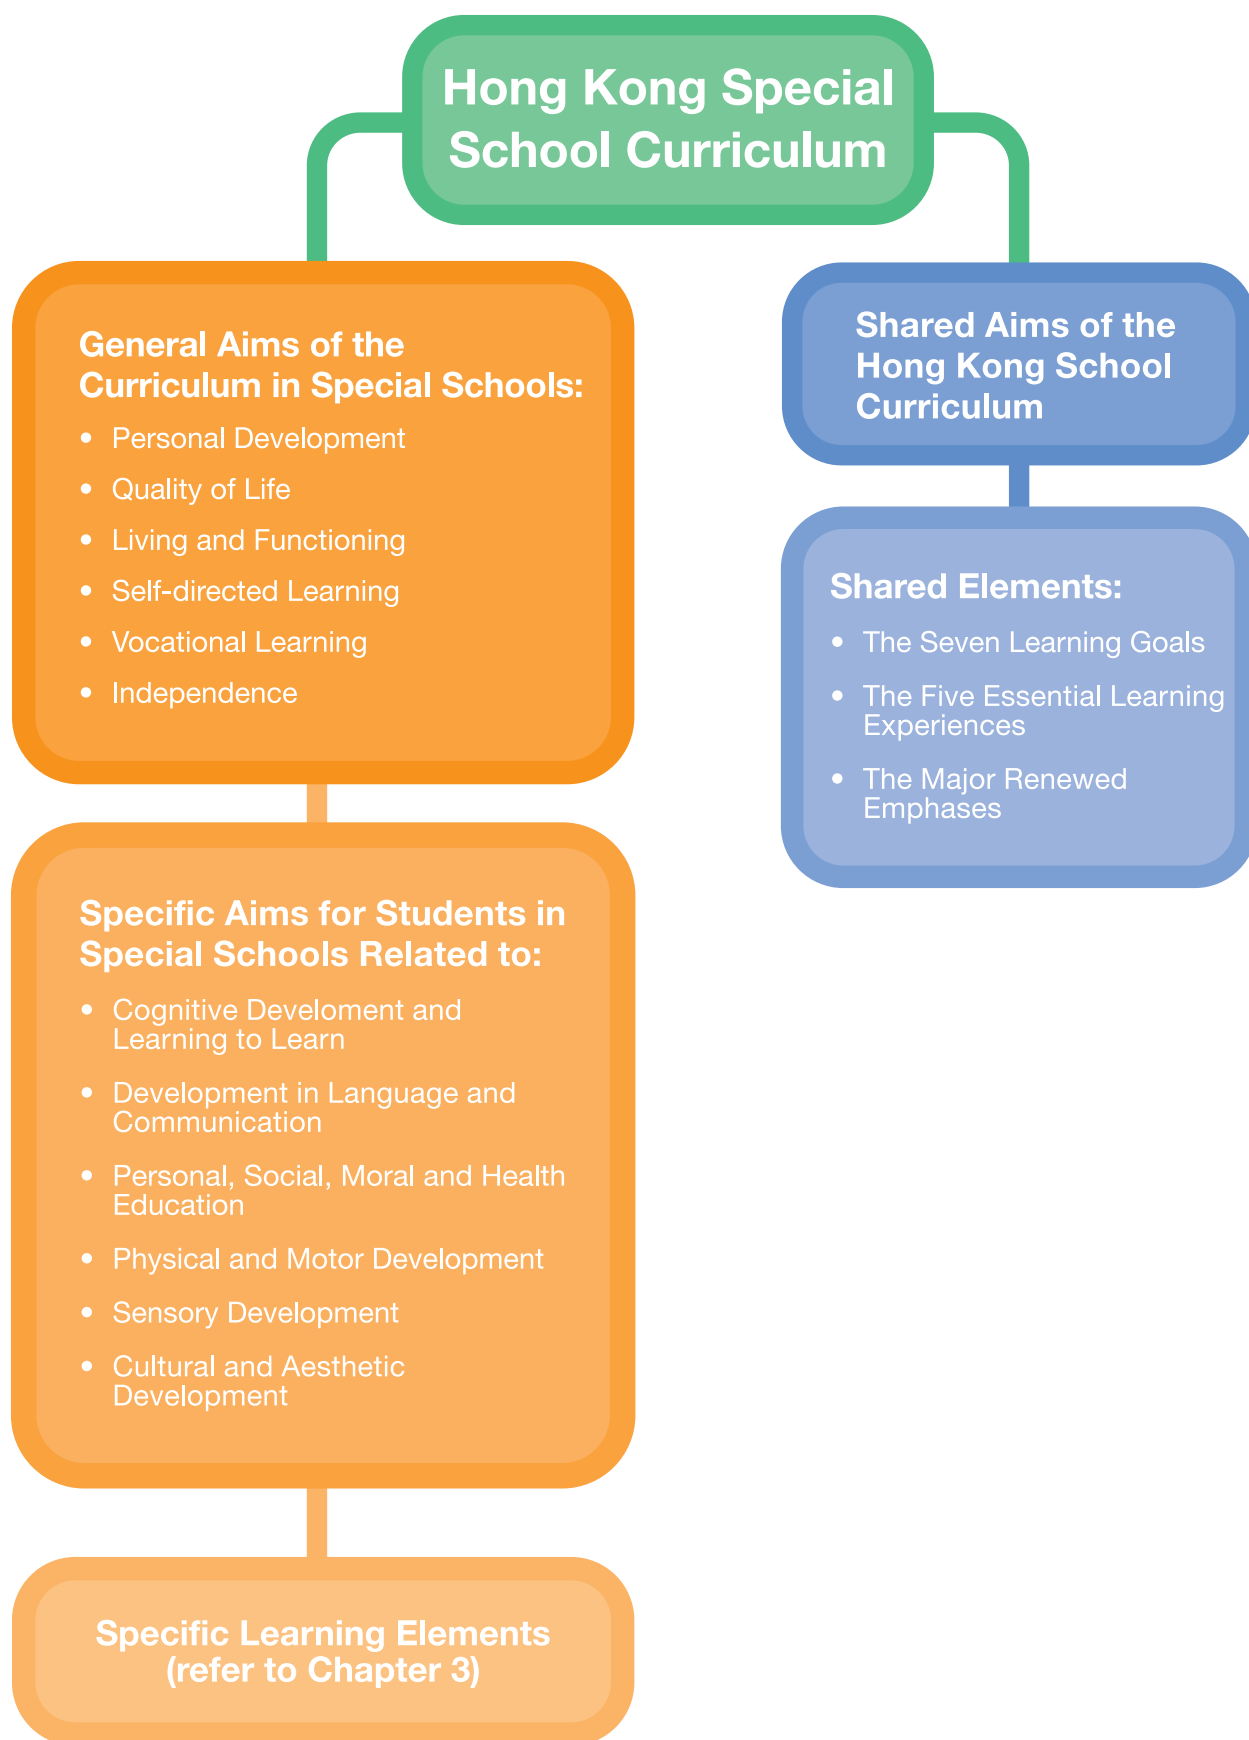 Hong Kong Special
School Curriculum
General Aims of the
Curriculum in Special Schools:
• Personal Development
• Quality of Life
• Living and Functioning
• Self-directed Learning
• Vocational Learning
• Independence
Shared Aims of the
Hong Kong School
Curriculum
Shared Elements:
• The Seven Learning Goals
• The Five Essential Learning
Experiences
• The Major Renewed
Emphases
Specific Aims for Students in
Special Schools Related to:
• Cognitive Develoment and
Learning to Learn
• Development in Language and
Communication
• Personal, Social, Moral and Health
Education
• Physical and Motor Development
• Sensory Development
• Cultural and Aesthetic
Development
Specific Learning Elements
(refer to Chapter 3)